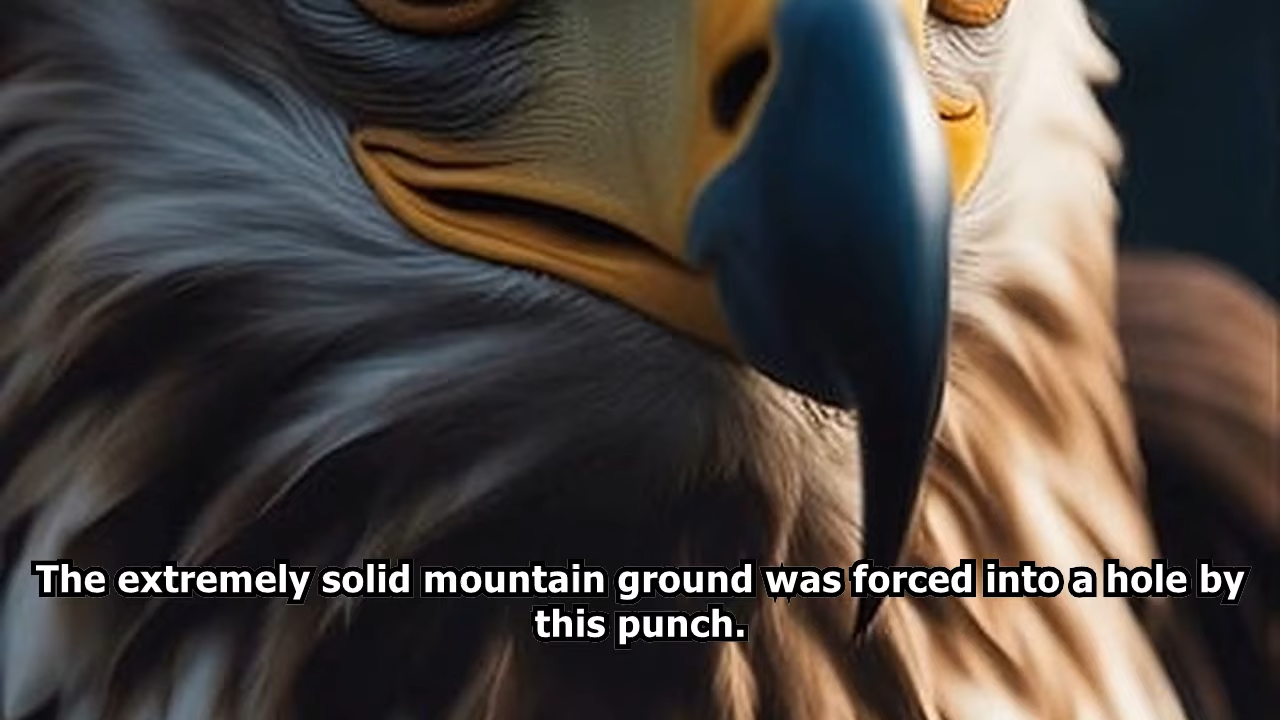 The extremely solid mountain ground was forced into a hole by
this punch.